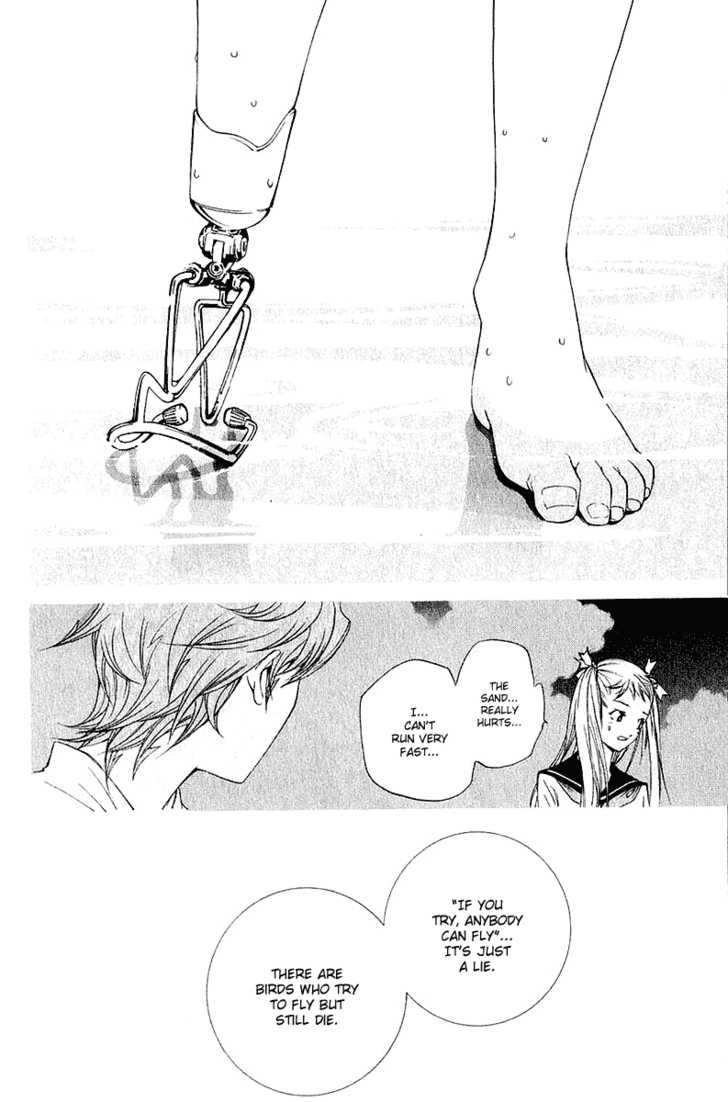 THE
SAND...
REALLY
HURTS...
I...
CAN'T
RUN VERY
FAST...
"IF YOU
TRY, ANYBODY
CAN FLY"...
IT'S JUST
A LIE.
THERE ARE
BIRDS WHO TRY
TO FLY BUT
STILL DIE.